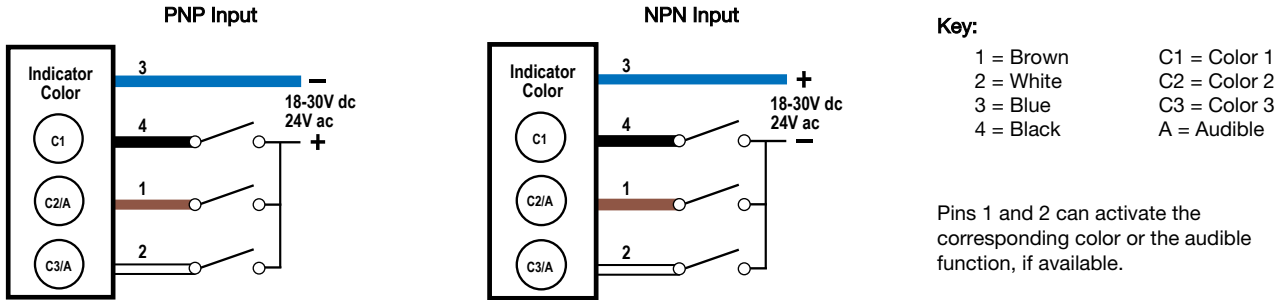 PNP Input
Indicator
Color
C1
C2/A
C3/A
3
4
1
2
−
18-30V dc
24V ac
+
NPN Input
Indicator
Color
C1
C2/A
C3/A
3
4
1
2
+
18-30V dc
24V ac
−
Key:
1 = Brown C1 = Color 1
2 = White C2 = Color 2
3 = Blue C3 = Color 3
4 = Black A = Audible
Pins 1 and 2 can activate the
corresponding color or the audible
function, if available.